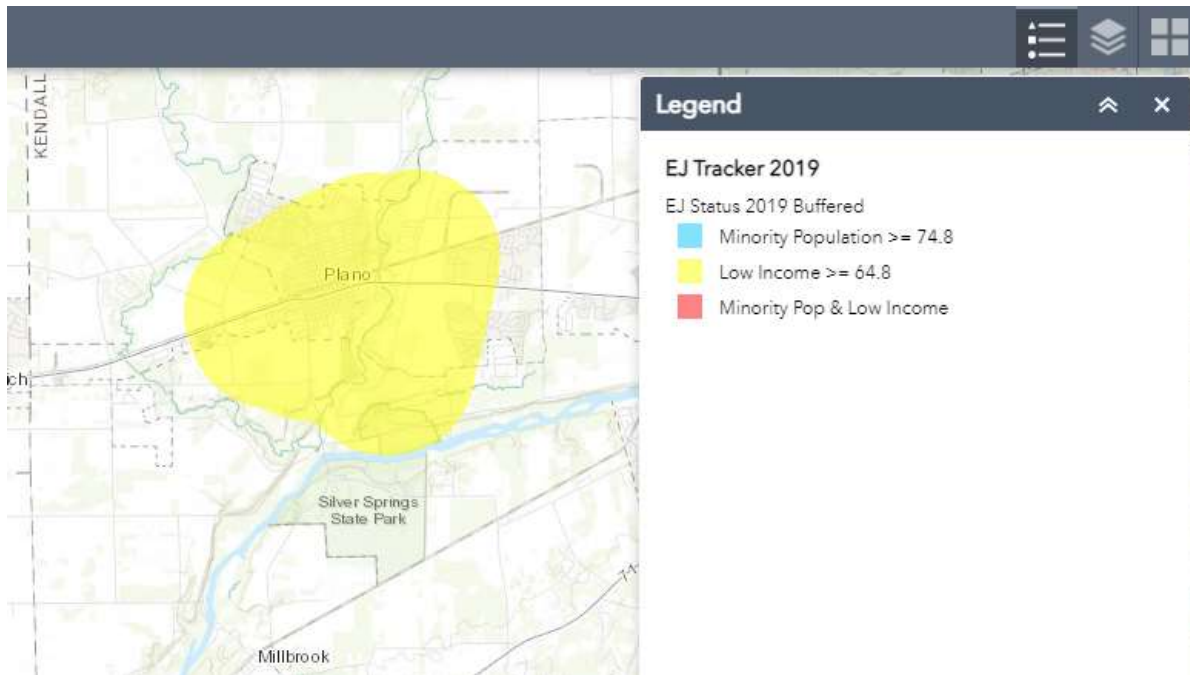 KENDALL
Plano
ich
Silver Springs
State Park
Millbrook
Legend
EJ Tracker 2019
EJ Status 2019 Buffered
Minority Population >= 74.8
Low Income >= 64.8
Minority Pop & Low Income